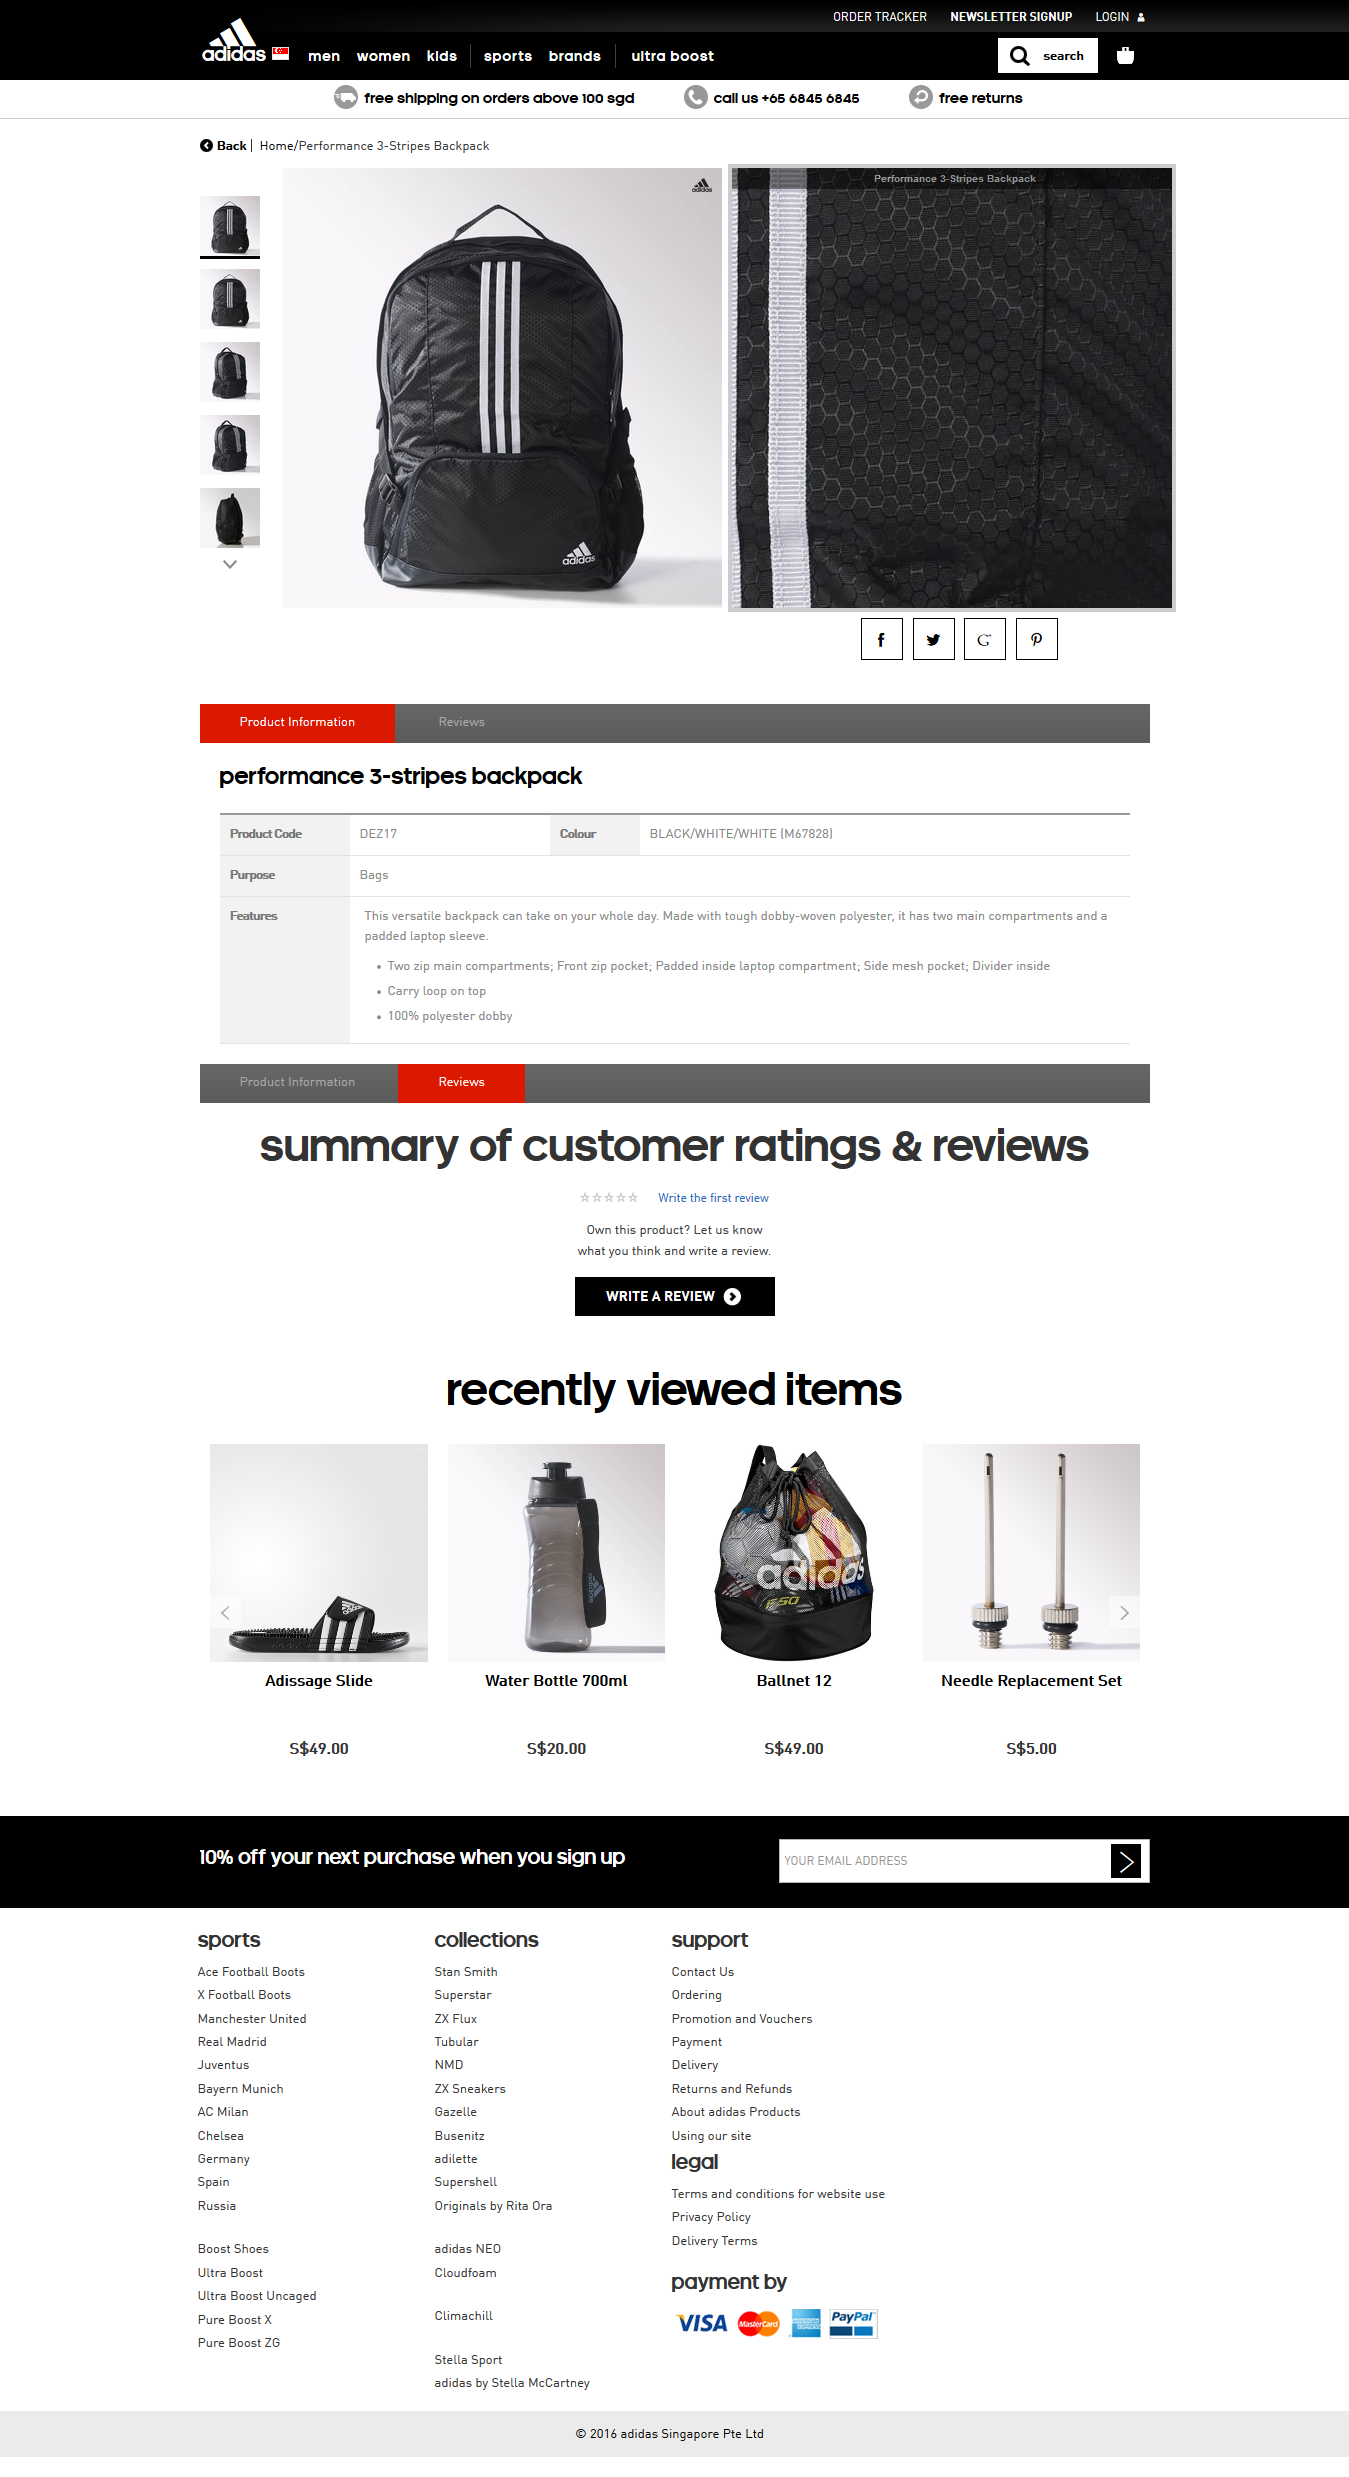 ORDER TRACKER NEWSLETTER SIGNUP LOGIN
adidas men women kids sports brands ultra boost search
free shipping on orders above 100 sgd call us +65 6845 6845 free returns
Back Home/Performance 3-Stripes Backpack
adidas
Performance 3-Stripes Backpack
adidas
Product Information Reviews
performance 3-stripes backpack
Product Code DEZ17 Colour BLACK/WHITE/WHITE (M67828)
Purpose Bags
Features This versatile backpack can take on your whole day. Made with tough dobby-woven polyester, it has two main compartments and a
padded laptop sleeve.
• Two zip main compartments; Front zip pocket; Padded inside laptop compartment; Side mesh pocket; Divider inside
• Carry loop on top
• 100% polyester dobby
Product Information Reviews
summary of customer ratings & reviews
Write the first review
Own this product? Let us know
what you think and write a review.
WRITE A REVIEW
recently viewed items
adidas
adidas
F50
Adissage Slide Water Bottle 700ml Ballnet 12 Needle Replacement Set
S$49.00 S$20.00 S$49.00 S$5.00
10% off your next purchase when you sign up YOUR EMAIL ADDRESS
sports
Ace Football Boots
X Football Boots
Manchester United
Real Madrid
Juventus
Bayern Munich
AC Milan
Chelsea
Germany
Spain
Russia
Boost Shoes
Ultra Boost
Ultra Boost Uncaged
Pure Boost X
Pure Boost ZG
collections
Stan Smith
Superstar
ZX Flux
Tubular
NMD
ZX Sneakers
Gazelle
Busenitz
adilette
Supershell
Originals by Rita Ora
adidas NEO
Cloudfoam
Climachill
Stella Sport
adidas by Stella McCartney
support
Contact Us
Ordering
Promotion and Vouchers
Payment
Delivery
Returns and Refunds
About adidas Products
Using our site
legal
Terms and conditions for website use
Privacy Policy
Delivery Terms
payment by
VISA MasterCard AMERICAN EXPRESS PayPal
© 2016 adidas Singapore Pte Ltd